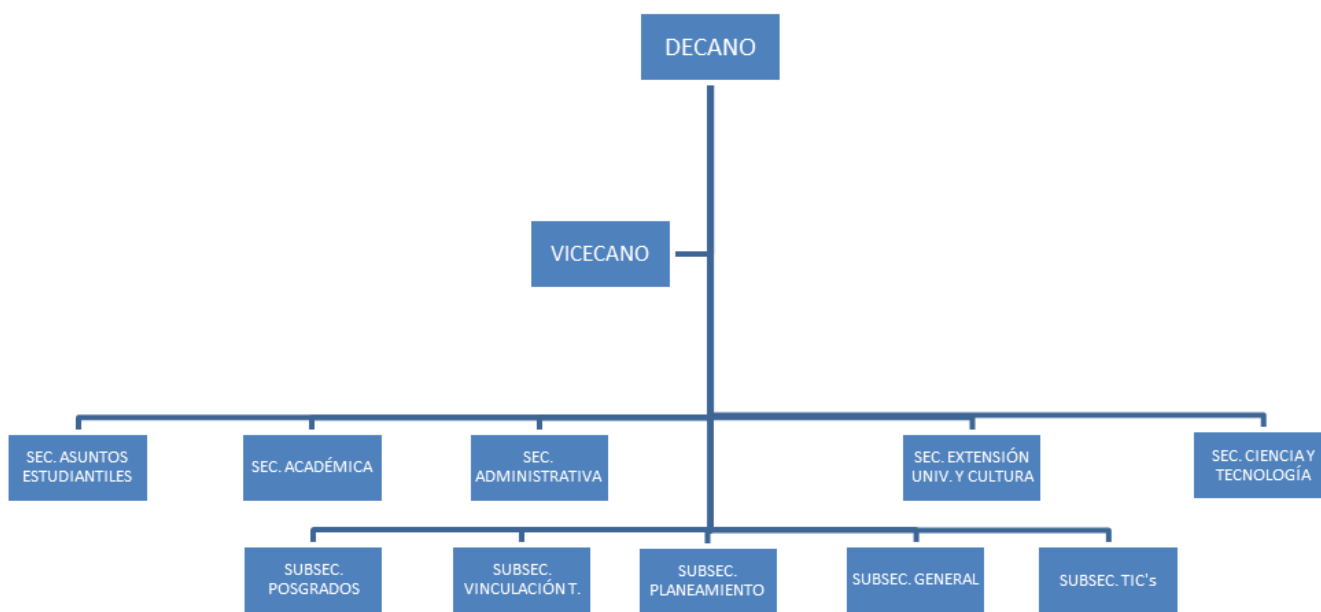 DECANO
VICECANO
SEC. ASUNTOS
ESTUDIANTILES
SEC. ACADÉMICA
SEC.
ADMINISTRATIVA
SEC. EXTENSIÓN
UNIV. Y CULTURA
SEC. CIENCIA Y
TECNOLOGÍA
SUBSEC.
POSGRADOS
SUBSEC.
VINCULACIÓN T.
SUBSEC.
PLANEAMIENTO
SUBSEC. GENERAL
SUBSEC. TIC's